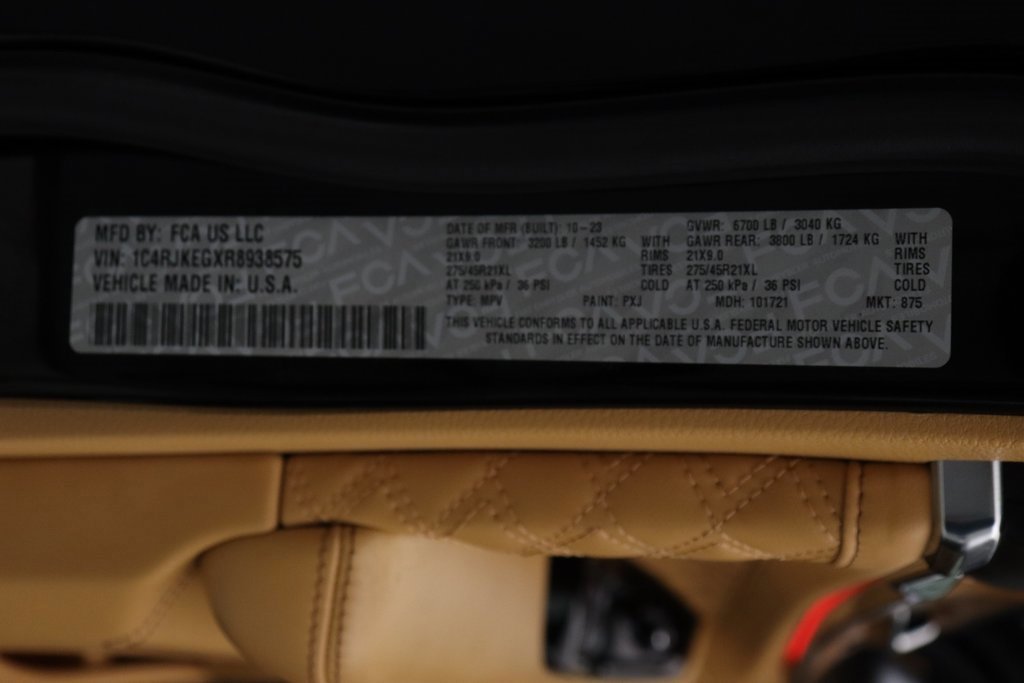 MFD BY: FCA US LLC
VIN: 1C4RJKEGXR8938575
VEHICLE MADE IN: U.S.A.
DATE OF MFR (BUILT): 10-23
GAWR FRONT: 3200 LB / 1452 KG WITH
21X9.0 RIMS
275/45R21XL TIRES
AT 250 kPa / 36 PSI COLD
TYPE: MPV PAINT: PXJ
GVWR: 6700 LB / 3040 KG
GAWR REAR: 3800 LB / 1724 KG WITH
21X9.0 RIMS
275/45R21XL TIRES
AT 250 kPa / 36 PSI COLD
MDH: 101721 MKT: 875
THIS VEHICLE CONFORMS TO ALL APPLICABLE U.S.A. FEDERAL MOTOR VEHICLE SAFETY
STANDARDS IN EFFECT ON THE DATE OF MANUFACTURE SHOWN ABOVE.